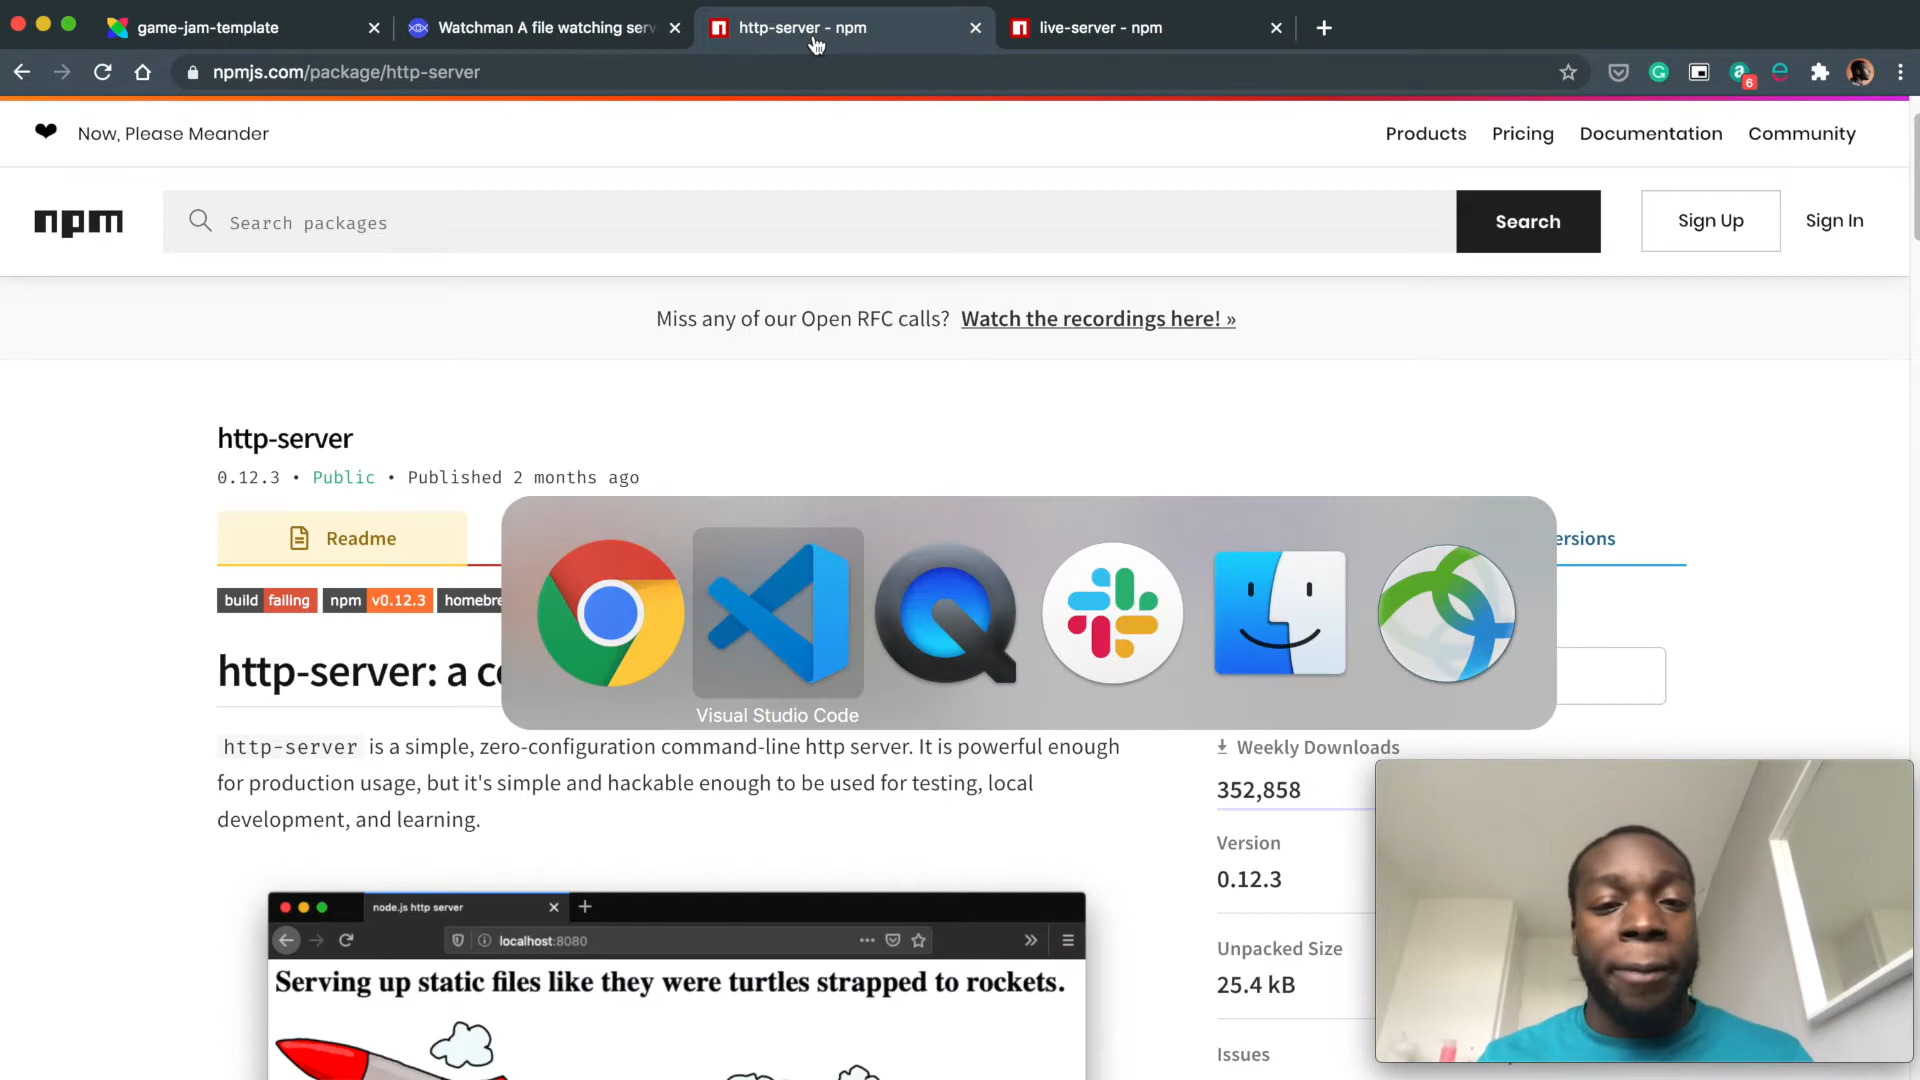 game-jam-template
Watchman A file watching serv
http-server - npm
live-server - npm
npmjs.com/package/http-server
6
Now, Please Meander
Products
Pricing
Documentation
Community
npm
Search packages
Search
Sign Up
Sign In
Miss any of our Open RFC calls? Watch the recordings here! »
http-server
0.12.3 • Public • Published 2 months ago
Readme
ersions
build failing
npm v0.12.3
homebre
http-server: a co
Visual Studio Code
http-server is a simple, zero-configuration command-line http server. It is powerful enough
for production usage, but it's simple and hackable enough to be used for testing, local
development, and learning.
Weekly Downloads
352,858
Version
0.12.3
Unpacked Size
25.4 kB
Issues
node.js http server
localhost:8080
Serving up static files like they were turtles strapped to rockets.